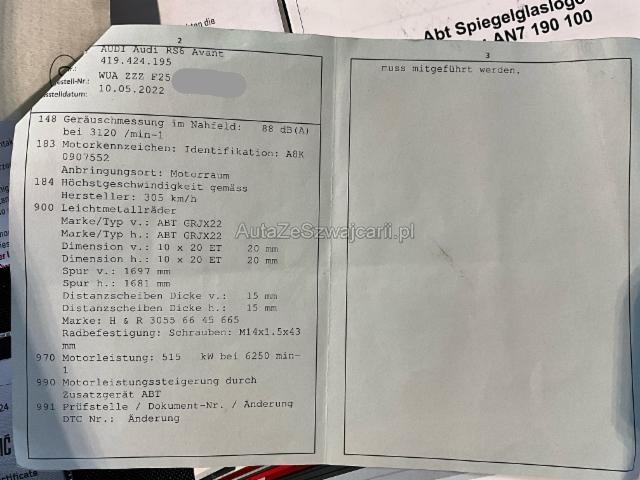 Abt Spiegelglaslogo
AN7 190 100
2
AUDI Audi RS6 Avant
419.424.195
WUA ZZZ F25
10.05.2022
148 Geräuschmessung im Nahfeld: 88 dB(A)
bei 3120 /min-1
183 Motorkennzeichen: Identifikation: A8K
0907552
Anbringungsort: Motorraum
184 Höchstgeschwindigkeit gemäss
Hersteller: 305 km/h
900 Leichtmetallräder
Marke/Typ v.: ABT GRJX22
Marke/Typ h.: ABT GRJX22
Dimension v.: 10 x 20 ET 20 mm
Dimension h.: 10 x 20 ET 20 mm
Spur v.: 1697 mm
Spur h.: 1681 mm
Distanzscheiben Dicke v.: 15 mm
Distanzscheiben Dicke h.: 15 mm
Marke: H & R 3055 66 45 665
Radbefestigung: Schrauben: M14x1.5x43
mm
970 Motorleistung: 515 kW bei 6250 min-
1
990 Motorleistungssteigerung durch
Zusatzgerät ABT
991 Prüfstelle / Dokument-Nr. / Änderung
DTC Nr.: Änderung
3
muss mitgeführt werden.
AutaZeSzwajcarii.pl